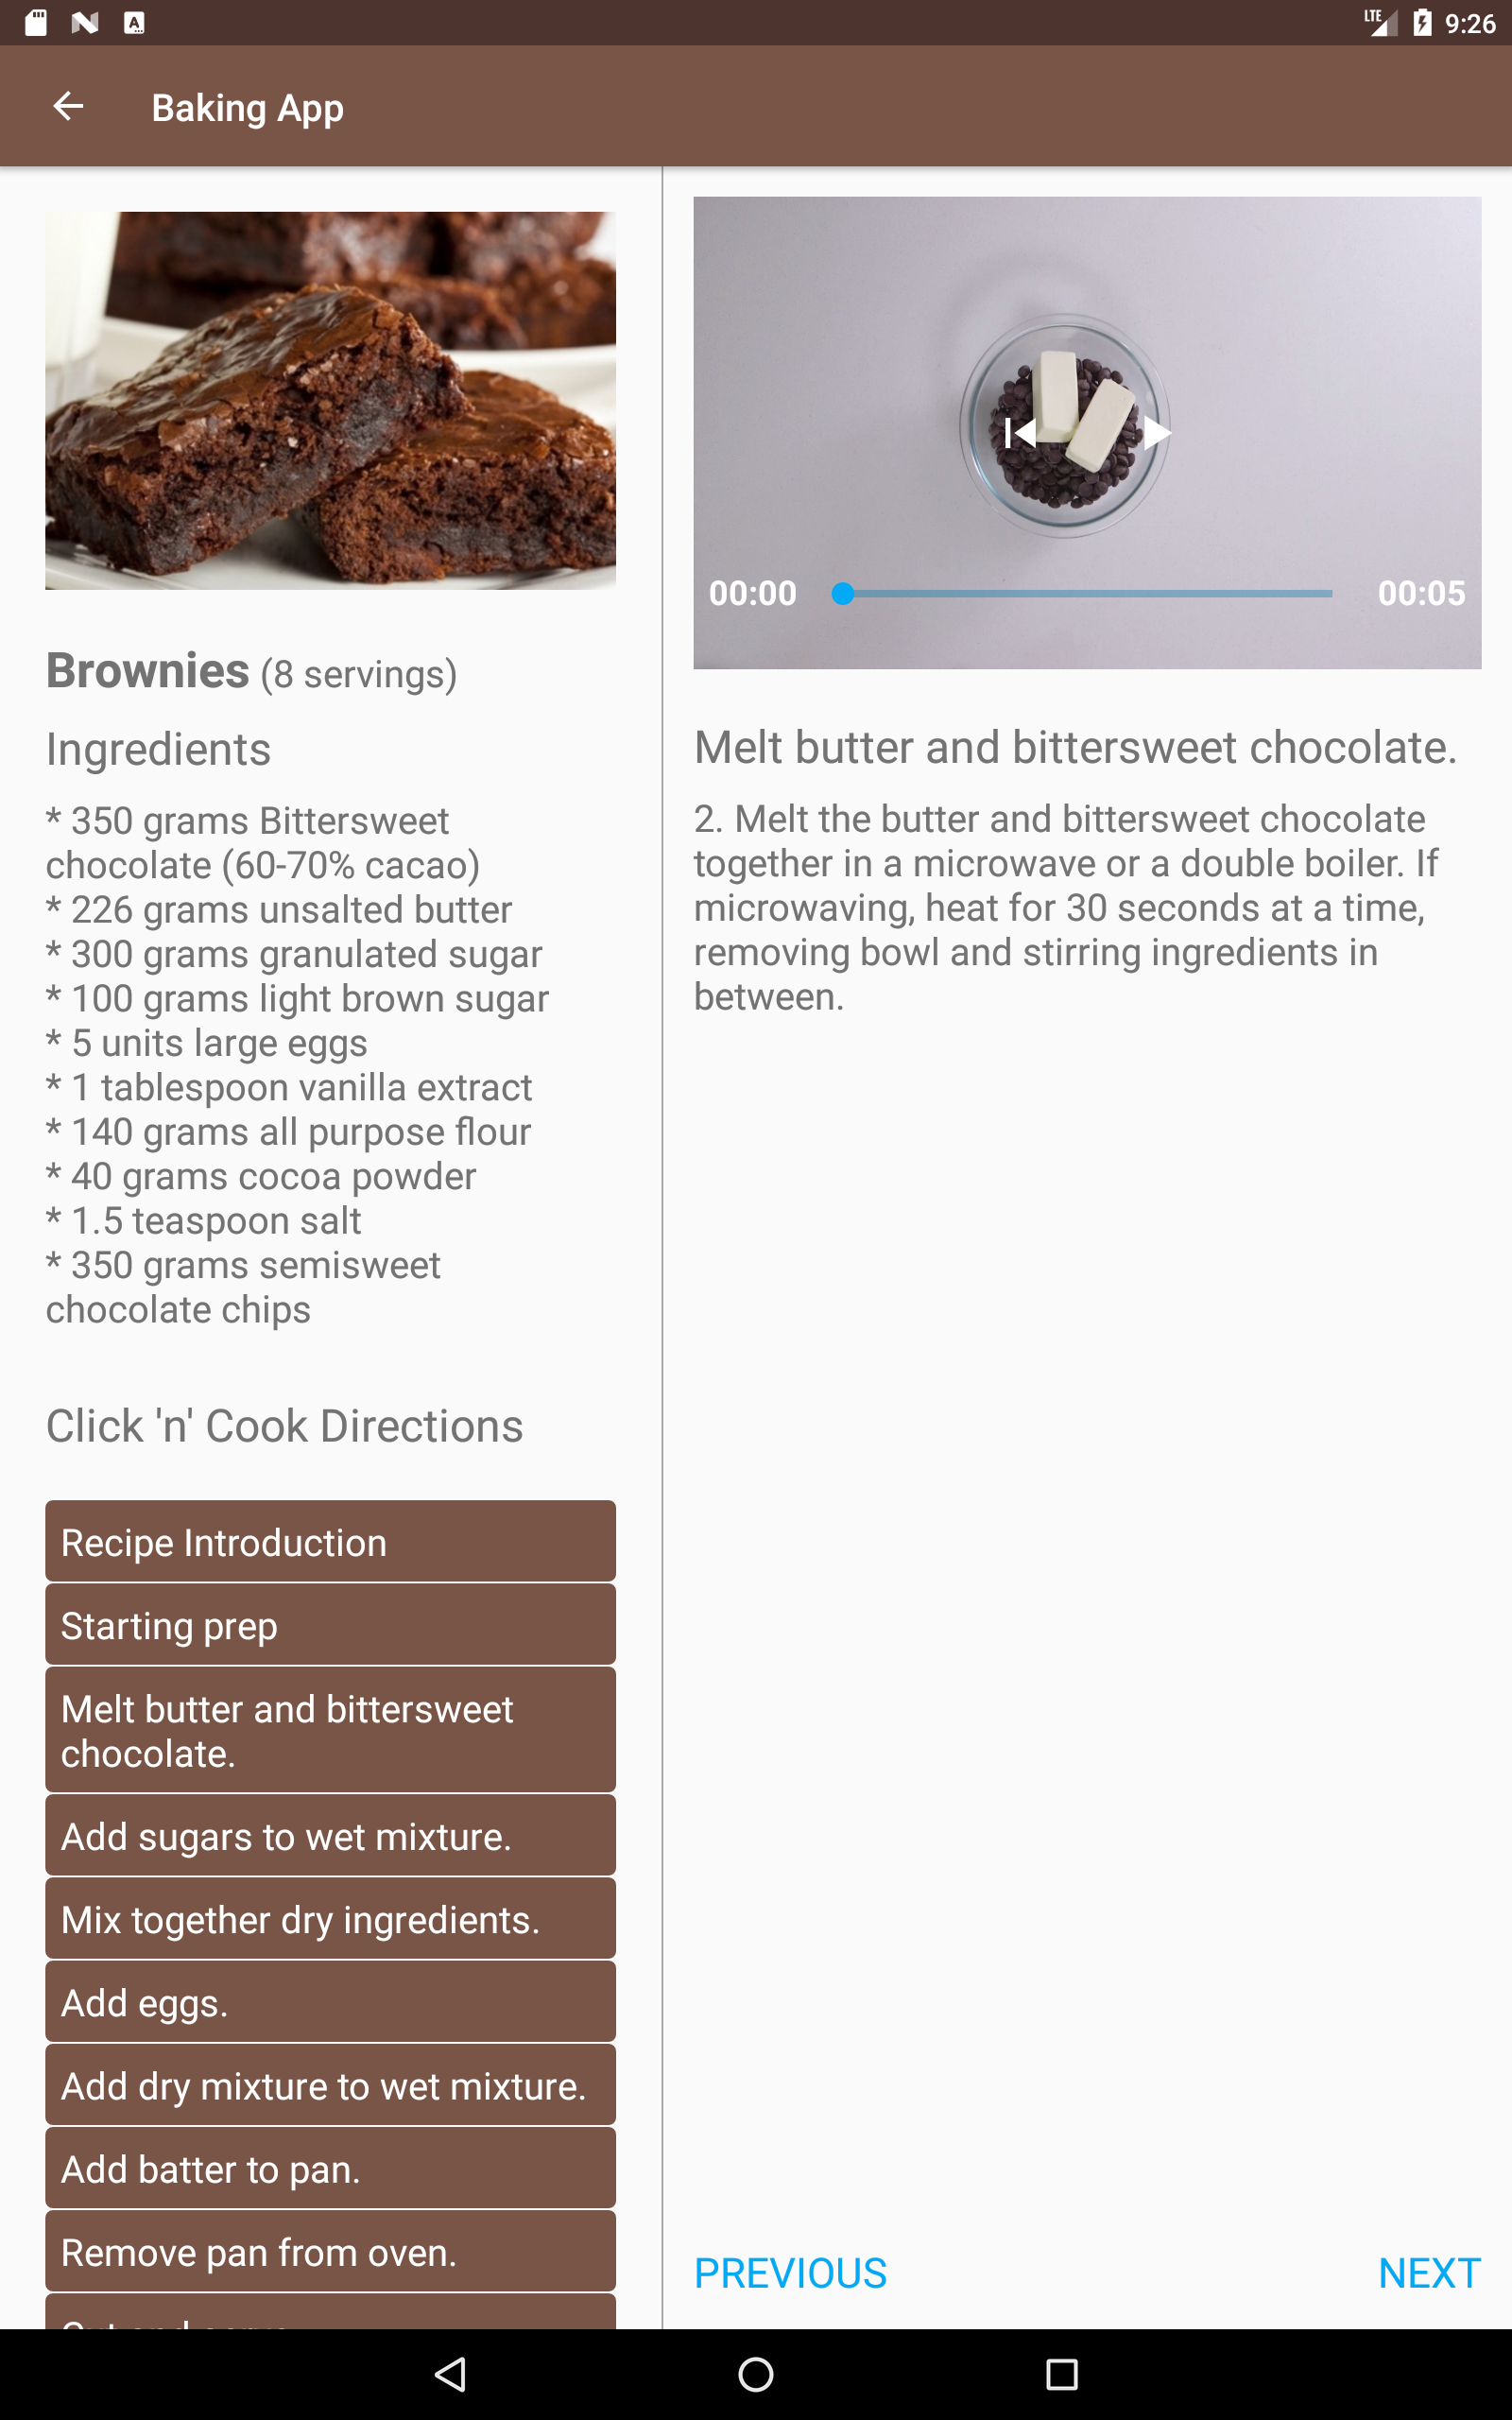 LTE 9:26
Baking App
Brownies (8 servings)
Ingredients
* 350 grams Bittersweet
chocolate (60-70% cacao)
* 226 grams unsalted butter
* 300 grams granulated sugar
* 100 grams light brown sugar
* 5 units large eggs
* 1 tablespoon vanilla extract
* 140 grams all purpose flour
* 40 grams cocoa powder
* 1.5 teaspoon salt
* 350 grams semisweet
chocolate chips
Click 'n' Cook Directions
Recipe Introduction
Starting prep
Melt butter and bittersweet
chocolate.
Add sugars to wet mixture.
Mix together dry ingredients.
Add eggs.
Add dry mixture to wet mixture.
Add batter to pan.
Remove pan from oven.
00:00 00:05
Melt butter and bittersweet chocolate.
2. Melt the butter and bittersweet chocolate
together in a microwave or a double boiler. If
microwaving, heat for 30 seconds at a time,
removing bowl and stirring ingredients in
between.
PREVIOUS NEXT